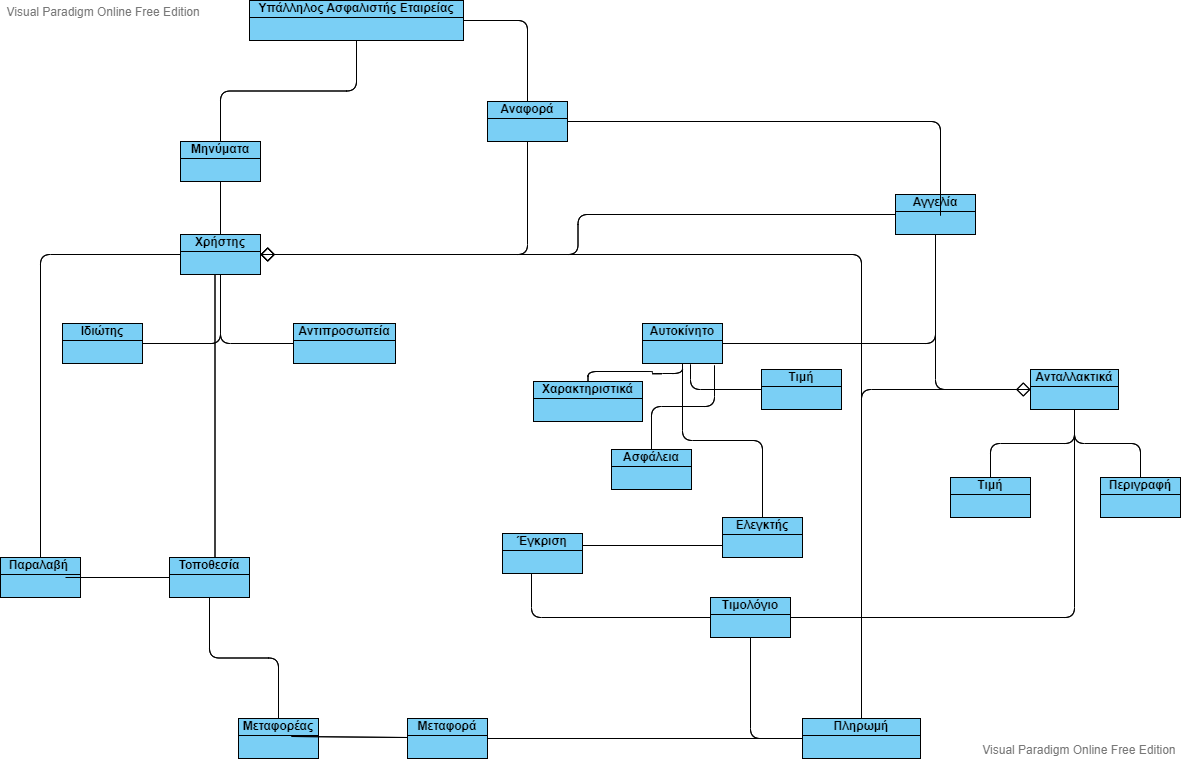 Visual Paradigm Online Free Edition
Υπάλληλος Ασφαλιστής Εταιρείας
Αναφορά
Μηνύματα
Αγγελία
Χρήστης
Ιδιώτης
Αντιπροσωπεία
Αυτοκίνητο
Τιμή
Ανταλλακτικά
Χαρακτηριστικά
Ασφάλεια
Τιμή
Περιγραφή
Ελεγκτής
Έγκριση
Παραλαβή
Τοποθεσία
Τιμολόγιο
Μεταφορέας
Μεταφορά
Πληρωμή
Visual Paradigm Online Free Edition